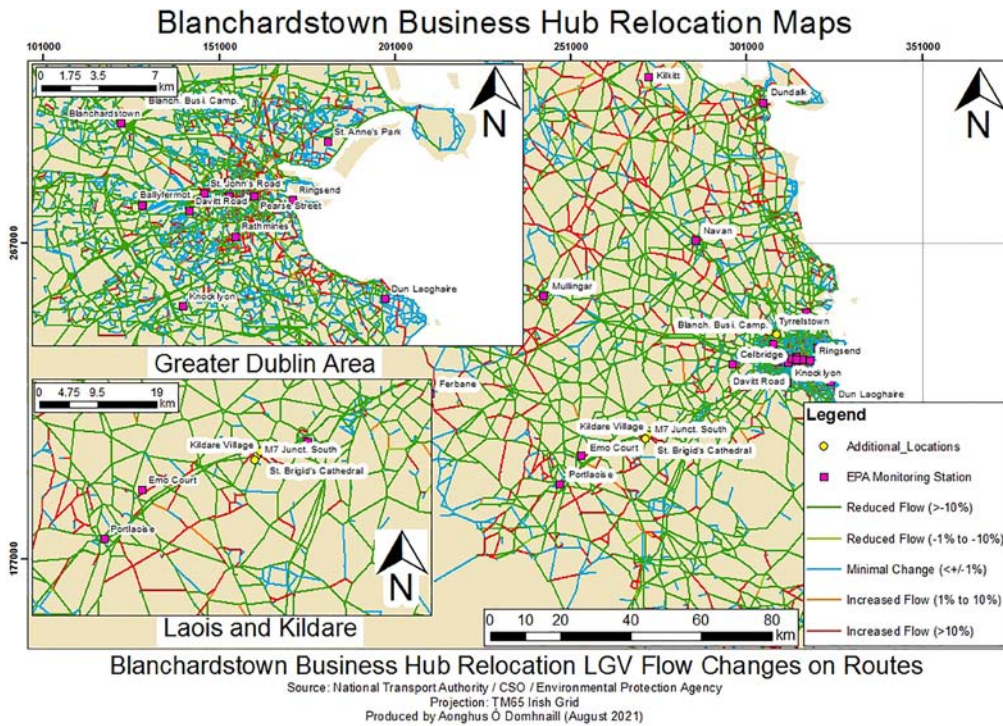 Blanchardstown Business Hub Relocation Maps
101000 151000 201000 251000 301000 351000
267000
177000
0 1.75 3.5 7
km
N
Blanch. Busi. Camp.
Blanchardstown
St. Anne's Park
St. John's Road
Ringsend
Ballyfermot
Davitt Road
Pearse Street
Rathmines
Dun Laoghaire
Knocklyon
Greater Dublin Area
0 4.75 9.5 19
km
Kildare Village
M7 Junct. South
St. Brigid's Cathedral
Emo Court
Portlaoise
N
Laois and Kildare
N
Kilkitt
Dundalk
Navan
Mullingar
Blanch. Busi. Camp.
Tyrrelstown
Celbridge
Ringsend
Knocklyon
Davitt Road
Dun Laoghaire
Ferbane
Kildare Village
M7 Junct. South
Emo Court
St. Brigid's Cathedral
Portlaoise
0 10 20 40 60 80
km
Legend
Additional_Locations
EPA Monitoring Station
Reduced Flow (>-10%)
Reduced Flow (-1% to -10%)
Minimal Change (<+/-1%)
Increased Flow (1% to 10%)
Increased Flow (>10%)
Blanchardstown Business Hub Relocation LGV Flow Changes on Routes
Source: National Transport Authority / CSO / Environmental Protection Agency
Projection: TM65 Irish Grid
Produced by Aonghus Ó Domhnaill (August 2021)